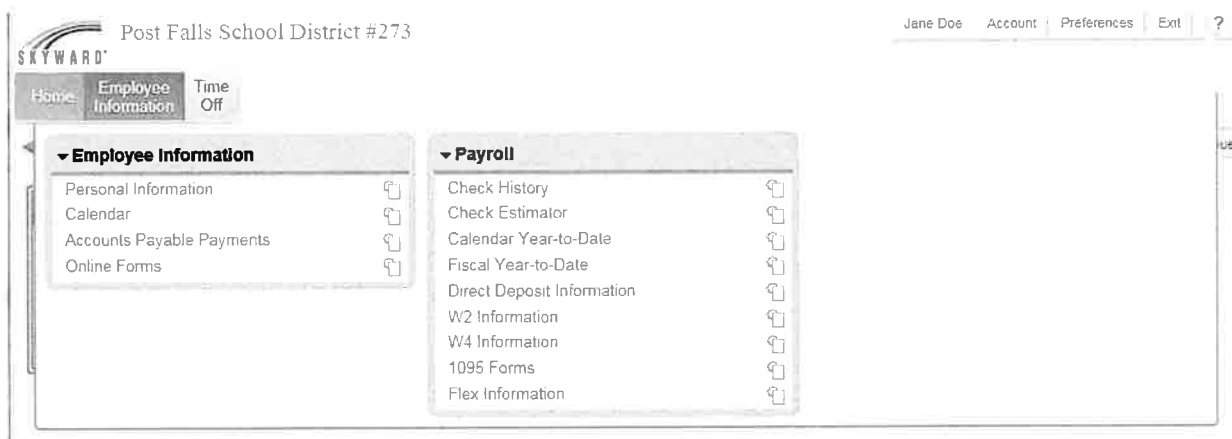 Post Falls School District #273
Jane Doe Account Preferences Exit ?
SKYWARD
Home
Employee
Information
Time
Off
Employee Information
Personal Information
Calendar
Accounts Payable Payments
Online Forms
Payroll
Check History
Check Estimator
Calendar Year-to-Date
Fiscal Year-to-Date
Direct Deposit Information
W2 Information
W4 Information
1095 Forms
Flex Information